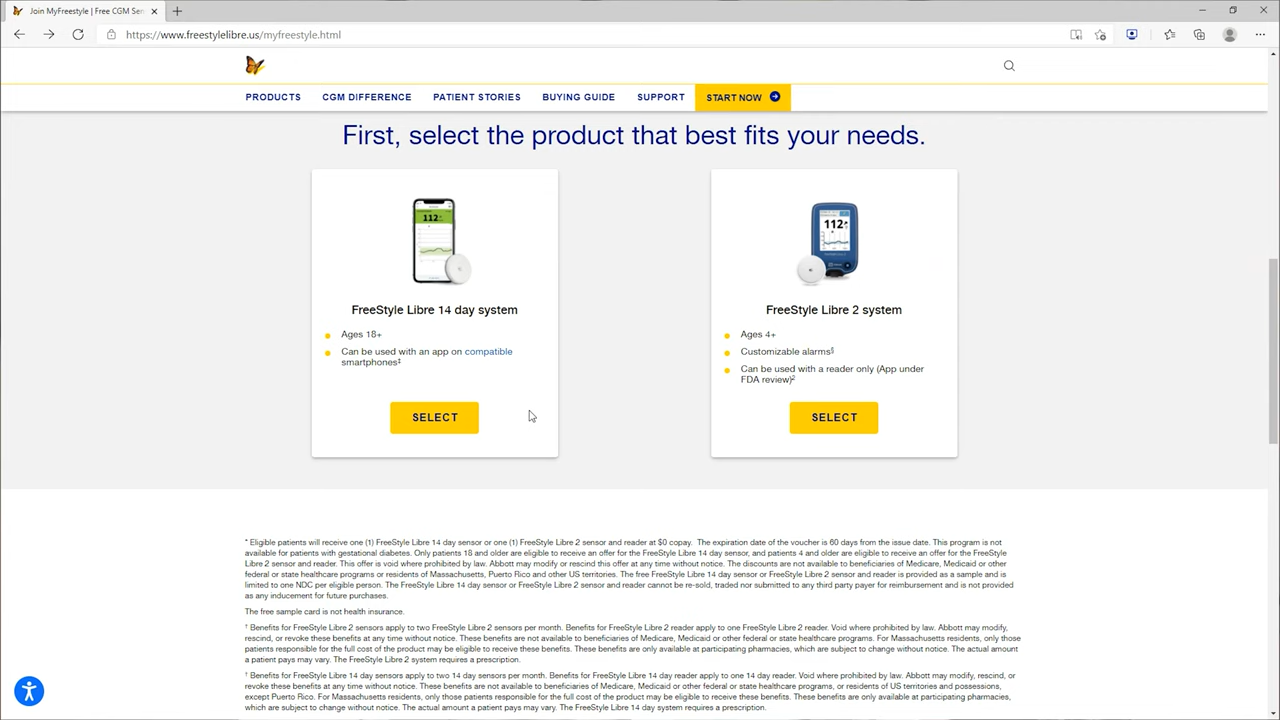 Join MyFreestyle | Free CGM Sen
https://www.freestylelibre.us/myfreestyle.html
PRODUCTS CGM DIFFERENCE PATIENT STORIES BUYING GUIDE SUPPORT START NOW
First, select the product that best fits your needs.
112
FreeStyle Libre 14 day system
Ages 18+
Can be used with an app on compatible
smartphones‡
SELECT
112
FreeStyle Libre 2 system
Ages 4+
Customizable alarms§
Can be used with a reader only (App under
FDA review)2
SELECT
* Eligible patients will receive one (1) FreeStyle Libre 14 day sensor or one (1) FreeStyle Libre 2 sensor and reader at $0 copay. The expiration date of the voucher is 60 days from the issue date. This program is not
available for patients with gestational diabetes. Only patients 18 and older are eligible to receive an offer for the FreeStyle Libre 14 day sensor, and patients 4 and older are eligible to receive an offer for the FreeStyle
Libre 2 sensor and reader. This offer is void where prohibited by law. Abbott may modify or rescind this offer at any time without notice. The discounts are not available to beneficiaries of Medicare, Medicaid or other
federal or state healthcare programs or residents of Massachusetts, Puerto Rico and other US territories. The free FreeStyle Libre 14 day sensor or FreeStyle Libre 2 sensor and reader is provided as a sample and is
limited to one NDC per eligible person. The FreeStyle Libre 14 day sensor or FreeStyle Libre 2 sensor and reader cannot be re-sold, traded nor submitted to any third party payer for reimbursement and is not provided
as any inducement for future purchases.
The free sample card is not health insurance.
† Benefits for FreeStyle Libre 2 sensors apply to two FreeStyle Libre 2 sensors per month. Benefits for FreeStyle Libre 2 reader apply to one FreeStyle Libre 2 reader. Void where prohibited by law. Abbott may modify,
rescind, or revoke these benefits at any time without notice. These benefits are not available to beneficiaries of Medicare, Medicaid or other federal or state healthcare programs. For Massachusetts residents, only those
patients responsible for the full cost of the product may be eligible to receive these benefits. These benefits are only available at participating pharmacies, which are subject to change without notice. The actual amount
a patient pays may vary. The FreeStyle Libre 2 system requires a prescription.
† Benefits for FreeStyle Libre 14 day sensors apply to two 14 day sensors per month. Benefits for FreeStyle Libre 14 day reader apply to one 14 day reader. Void where prohibited by law. Abbott may modify, rescind, or
revoke these benefits at any time without notice. These benefits are not available to beneficiaries of Medicare, Medicaid or other federal or state healthcare programs, or residents of US territories and possessions,
except Puerto Rico. For Massachusetts residents, only those patients responsible for the full cost of the product may be eligible to receive these benefits. These benefits are only available at participating pharmacies,
which are subject to change without notice. The actual amount a patient pays may vary. The FreeStyle Libre 14 day system requires a prescription.